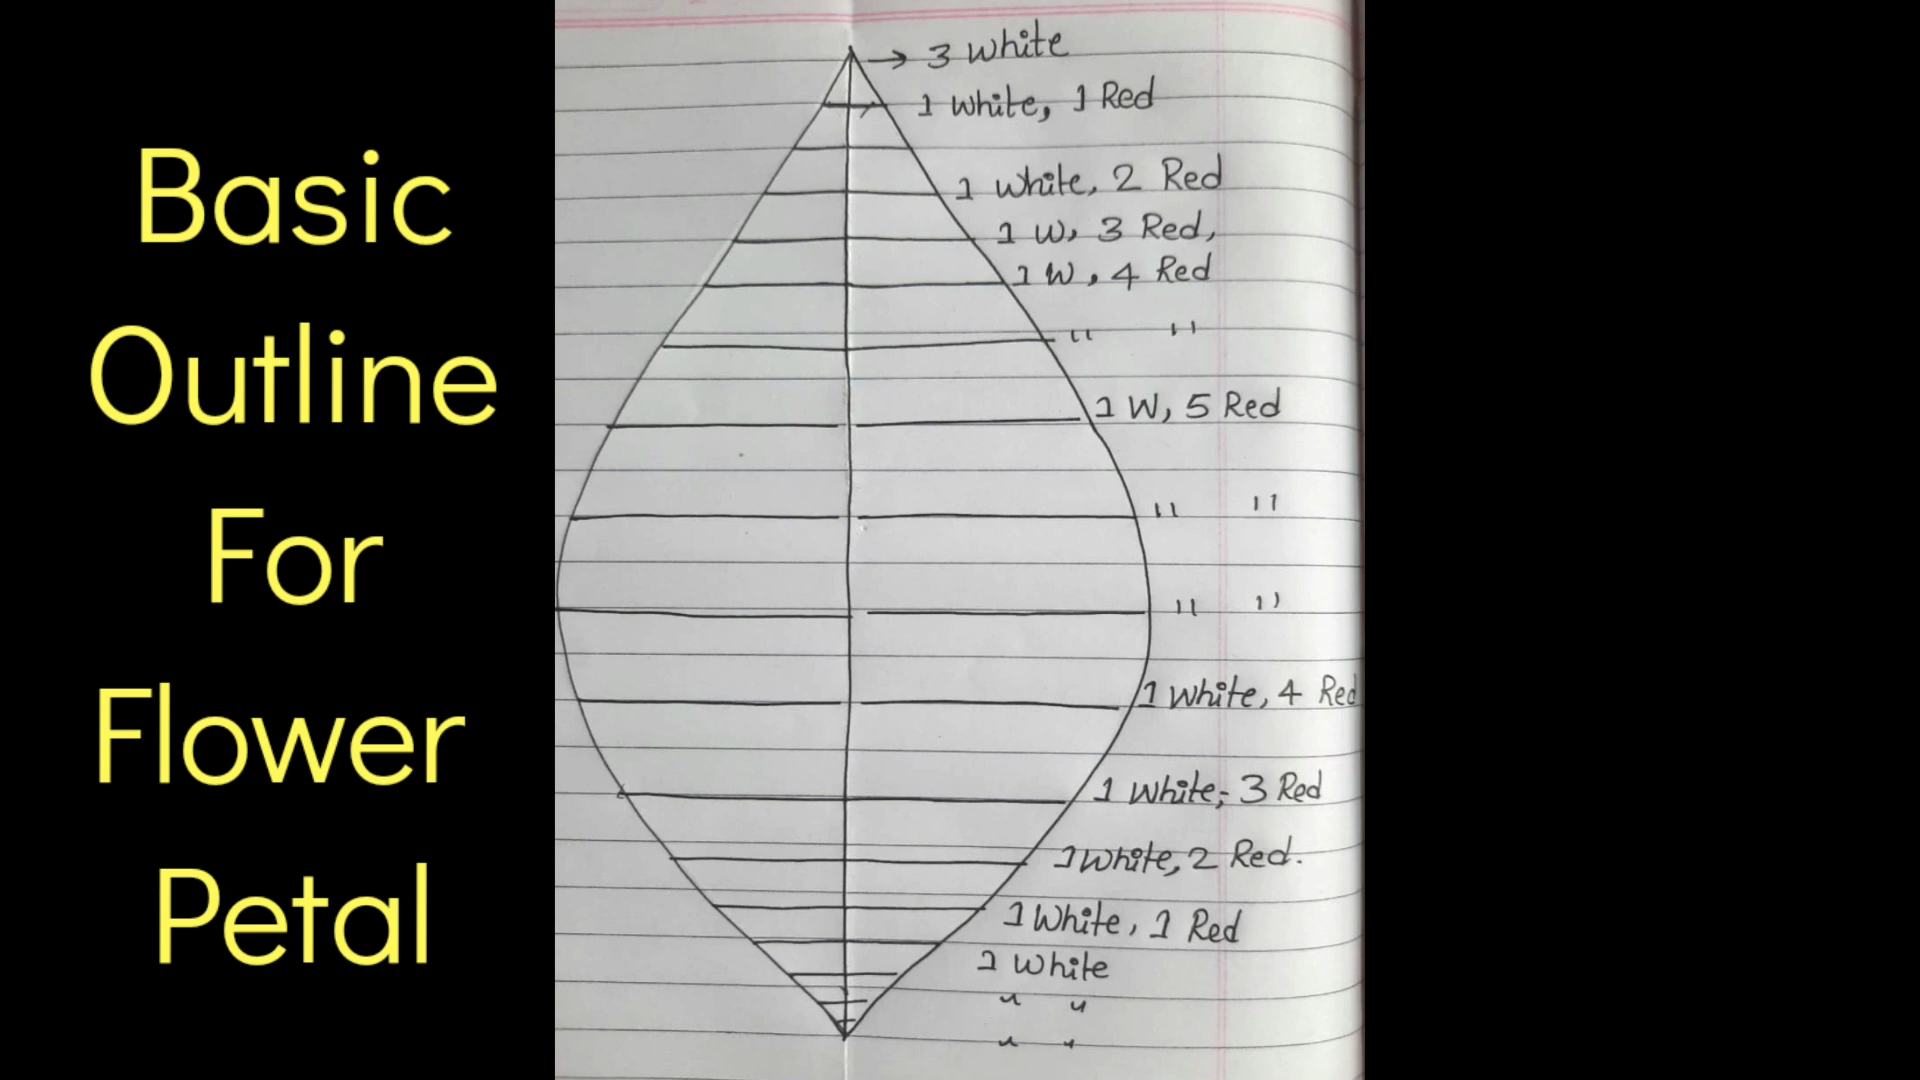 Basic
Outline
For
Flower
Petal
→ 3 White
1 White, 1 Red
1 White, 2 Red
1 W, 3 Red,
1 W, 4 Red
" "
1 W, 5 Red
" "
" "
1 White, 4 Red
1 White, 3 Red
1 White, 2 Red.
1 White, 1 Red
1 White
" "
" "